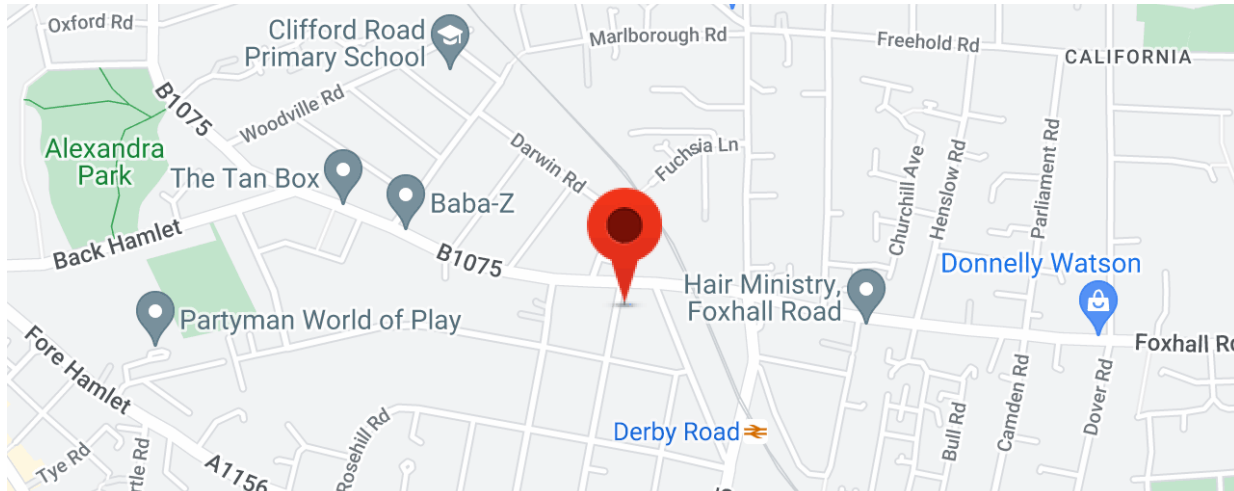 Oxford Rd
Clifford Road
Primary School
Marlborough Rd
Freehold Rd
CALIFORNIA
B1075
Woodville Rd
Alexandra
Park
The Tan Box
Baba-Z
Darwin Rd
Fuchsia Ln
Churchill Ave
Henslow Rd
Parliament Rd
Back Hamlet
B1075
Hair Ministry,
Foxhall Road
Donnelly Watson
Partyman World of Play
Foxhall
Fore Hamlet
Derby Road
Rosehill Rd
Bull Rd
Camden Rd
Dover Rd
Tye Rd
A1156